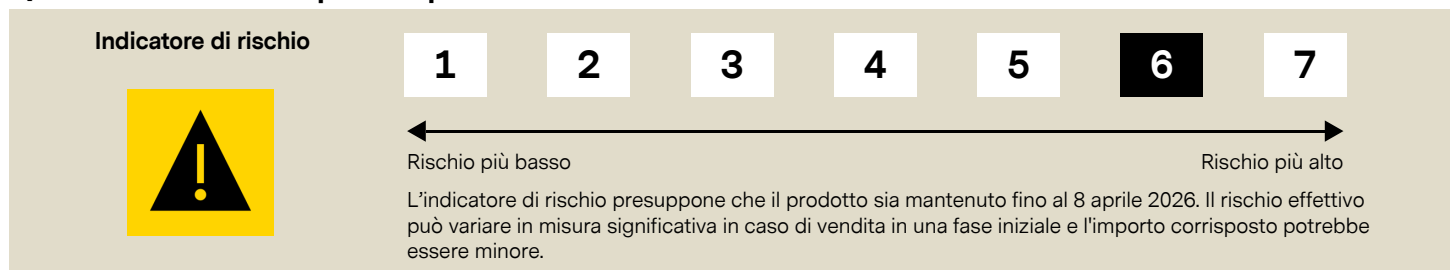 Indicatore di rischio
1 2 3 4 5 6 7
Rischio più basso
Rischio più alto
L'indicatore di rischio presuppone che il prodotto sia mantenuto fino al 8 aprile 2026. Il rischio effettivo
può variare in misura significativa in caso di vendita in una fase iniziale e l'importo corrisposto potrebbe
essere minore.